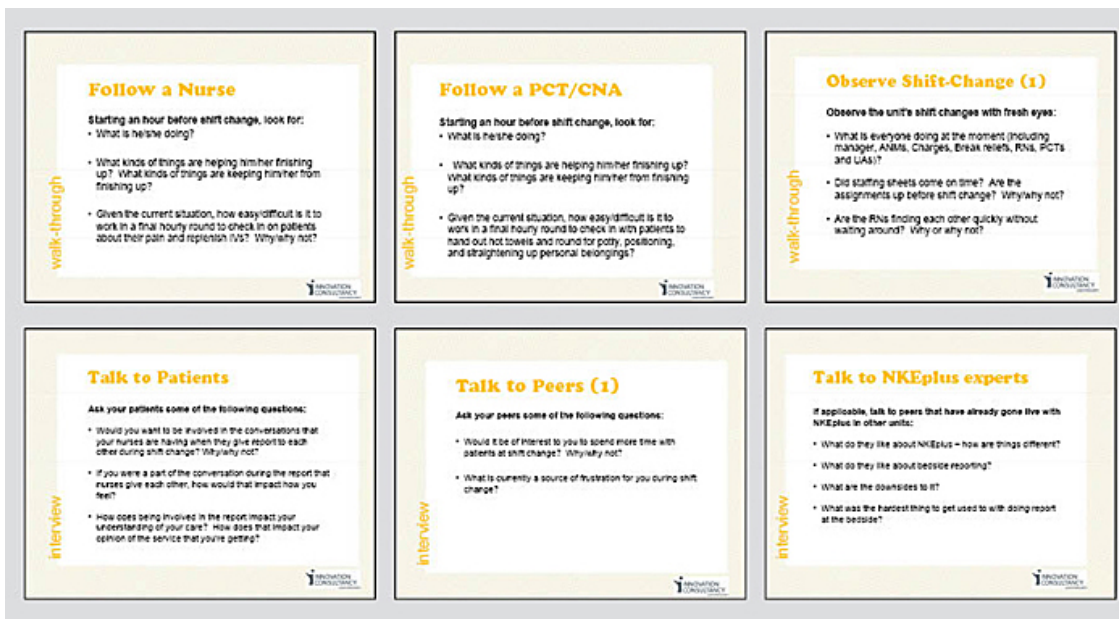 Follow a Nurse
Starting an hour before shift change, look for:
• What is he/she doing?
• What kinds of things are helping him/her finishing
up? What kinds of things are keeping him/her from
finishing up?
• Given the current situation, how easy/difficult is it to
work in a final hourly round to check in on patients
about their pain and replenish IVs? Why/why not?
walk-through
INNOVATION
CONSULTANCY
Follow a PCT/CNA
Starting an hour before shift change, look for:
• What is he/she doing?
• What kinds of things are helping him/her finishing up?
What kinds of things are keeping him/her from finishing
up?
• Given the current situation, how easy/difficult is it to
work in a final hourly round to check in with patients to
hand out hot towels and round for potty, positioning,
and straightening up personal belongings?
walk-through
INNOVATION
CONSULTANCY
Observe Shift-Change (1)
Observe the unit's shift changes with fresh eyes:
• What is everyone doing at the moment (including
manager, ANMs, Charges, Break reliefs, RNs, PCTs
and UAs)?
• Did staffing sheets come on time? Are the
assignments up before shift change? Why/why not?
• Are the RNs finding each other quickly without
waiting around? Why or why not?
walk-through
INNOVATION
CONSULTANCY
Talk to Patients
Ask your patients some of the following questions:
• Would you want to be involved in the conversations that
your nurses are having when they give report to each
other during shift change? Why/why not?
• If you were a part of the conversation during the report that
nurses give each other, how would that impact how you
feel?
• How does being involved in the report impact your
understanding of your care? How does that impact your
opinion of the service that you're getting?
interview
INNOVATION
CONSULTANCY
Talk to Peers (1)
Ask your peers some of the following questions:
• Would it be of interest to you to spend more time with
patients at shift change? Why/why not?
• What is currently a source of frustration for you during shift
change?
interview
INNOVATION
CONSULTANCY
Talk to NKEplus experts
If applicable, talk to peers that have already gone live with
NKEplus in other units:
• What do they like about NKEplus – how are things different?
• What do they like about bedside reporting?
• What are the downsides to it?
• What was the hardest thing to get used to with doing report
at the bedside?
interview
INNOVATION
CONSULTANCY